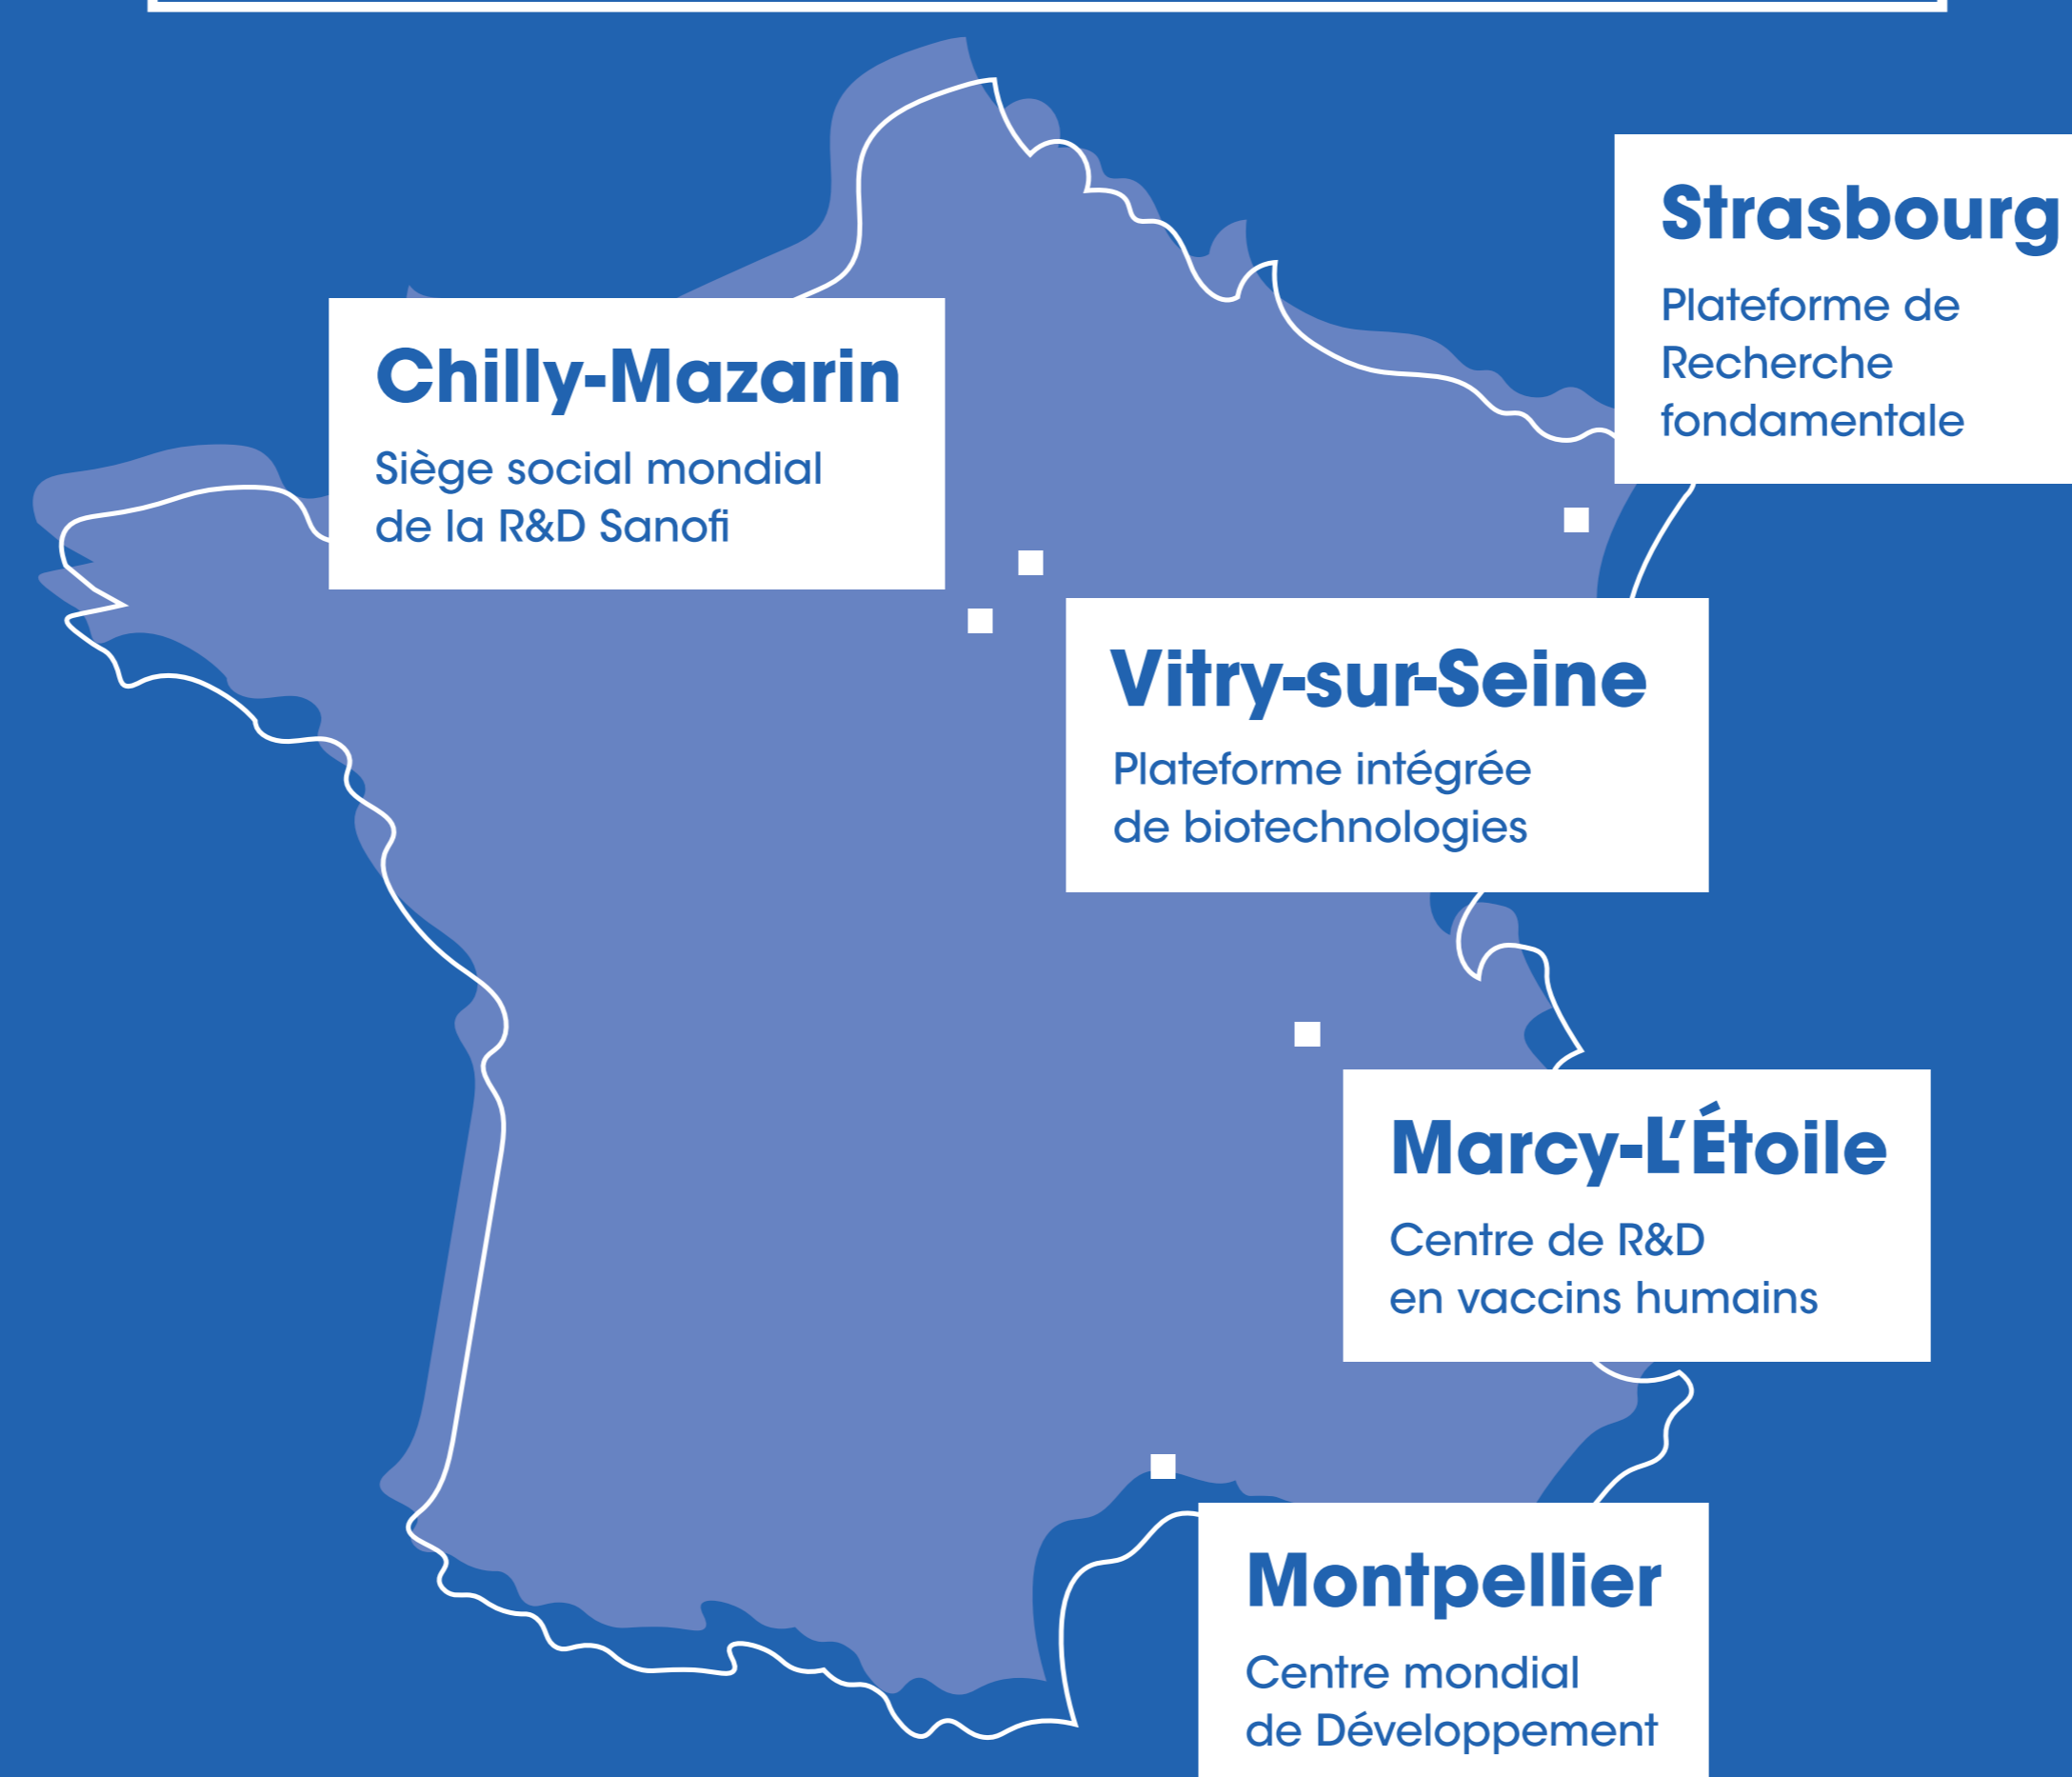 Strasbourg
Plateforme de
Recherche
fondamentale
Chilly-Mazarin
Siège social mondial
de la R&D Sanofi
Vitry-sur-Seine
Plateforme intégrée
de biotechnologies
Marcy-L’Étoile
Centre de R&D
en vaccins humains
Montpellier
Centre mondial
de Développement